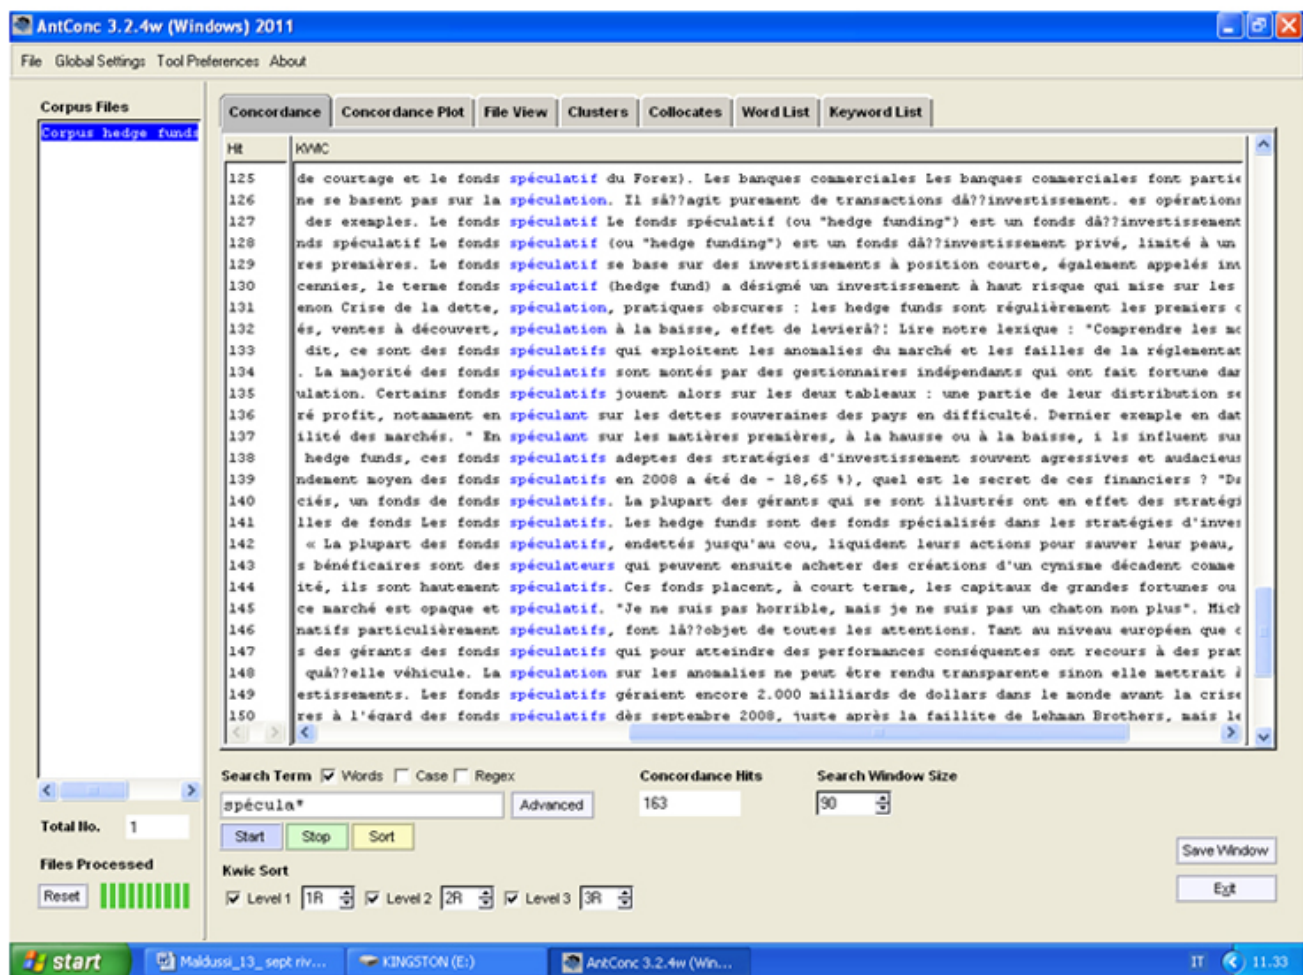 AntConc 3.2.4w (Windows) 2011
File Global Settings Tool Preferences About
Corpus Files
Corpus hedge funds
Concordance Concordance Plot File View Clusters Collocates Word List Keyword List
Hit KWIC
125 de courtage et le fonds spéculatif du Forex). Les banques commerciales Les banques commerciales font partie
126 ne se basent pas sur la spéculation. Il sâ??agit purement de transactions dâ??investissement. es opérations
127 des exemples. Le fonds spéculatif Le fonds spéculatif (ou "hedge funding") est un fonds dâ??investissement
128 nds spéculatif Le fonds spéculatif (ou "hedge funding") est un fonds dâ??investissement privé, limité à un
129 res premières. Le fonds spéculatif se base sur des investissements à position courte, également appelés inv
130 cennies, le terme fonds spéculatif (hedge fund) a désigné un investissement à haut risque qui mise sur les
131 enon Crise de la dette, spéculation, pratiques obscures : les hedge funds sont régulièrement les premiers c
132 és, ventes à découvert, spéculation à la baisse, effet de levierâ?¦ Lire notre lexique : "Comprendre les mo
133 dit, ce sont des fonds spéculatifs qui exploitent les anomalies du marché et les failles de la réglementat
134 . La majorité des fonds spéculatifs sont montés par des gestionnaires indépendants qui ont fait fortune dan
135 ulation. Certains fonds spéculatifs jouent alors sur les deux tableaux : une partie de leur distribution se
136 ré profit, notamment en spéculant sur les dettes souveraines des pays en difficulté. Dernier exemple en dat
137 ilité des marchés. " En spéculant sur les matières premières, à la hausse ou à la baisse, i ls influent sur
138 hedge funds, ces fonds spéculatifs adeptes des stratégies d'investissement souvent agressives et audacieus
139 ndement moyen des fonds spéculatifs en 2008 a été de - 18,65 %), quel est le secret de ces financiers ? "Da
140 ciés, un fonds de fonds spéculatifs. La plupart des gérants qui se sont illustrés ont en effet des stratégi
141 lles de fonds Les fonds spéculatifs. Les hedge funds sont des fonds spécialisés dans les stratégies d'inves
142 « La plupart des fonds spéculatifs, endettés jusqu'au cou, liquident leurs actions pour sauver leur peau,
143 s bénéficaires sont des spéculateurs qui peuvent ensuite acheter des créations d'un cynisme décadent comme
144 ité, ils sont hautement spéculatifs. Ces fonds placent, à court terme, les capitaux de grandes fortunes ou
145 ce marché est opaque et spéculatif. "Je ne suis pas horrible, mais je ne suis pas un chaton non plus". Mich
146 natifs particulièrement spéculatifs, font lâ??objet de toutes les attentions. Tant au niveau européen que c
147 s des gérants des fonds spéculatifs qui pour atteindre des performances conséquentes ont recours à des prat
148 quâ??elle véhicule. La spéculation sur les anomalies ne peut être rendu transparente sinon elle mettrait à
149 estissements. Les fonds spéculatifs géraient encore 2.000 milliards de dollars dans le monde avant la crise
150 res à l'égard des fonds spéculatifs dès septembre 2008, juste après la faillite de Lehman Brothers, mais le
Search Term Words Case Regex Concordance Hits Search Window Size
spécula* Advanced 163 90
Total No. 1
Start Stop Sort
Save Window
Files Processed
Kwic Sort
Reset Level 1 1R Level 2 2R Level 3 3R
Exit
start Maldussi_13_ sept riv... KINGSTON (E:) AntConc 3.2.4w (Win... IT 11.33